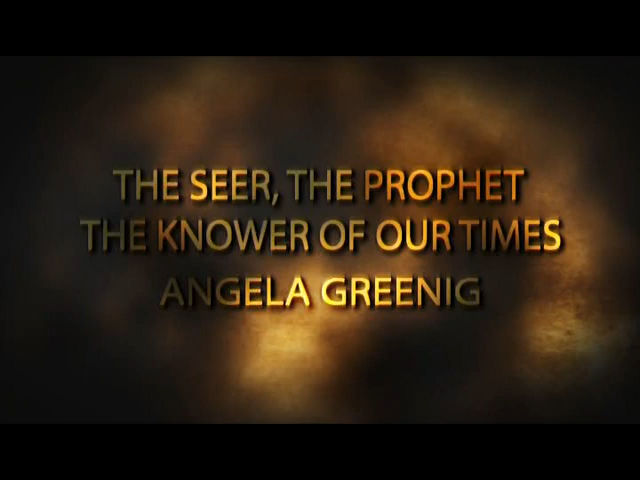 THE SEER, THE PROPHET
THE KNOWER OF OUR TIMES
ANGELA GREENIG